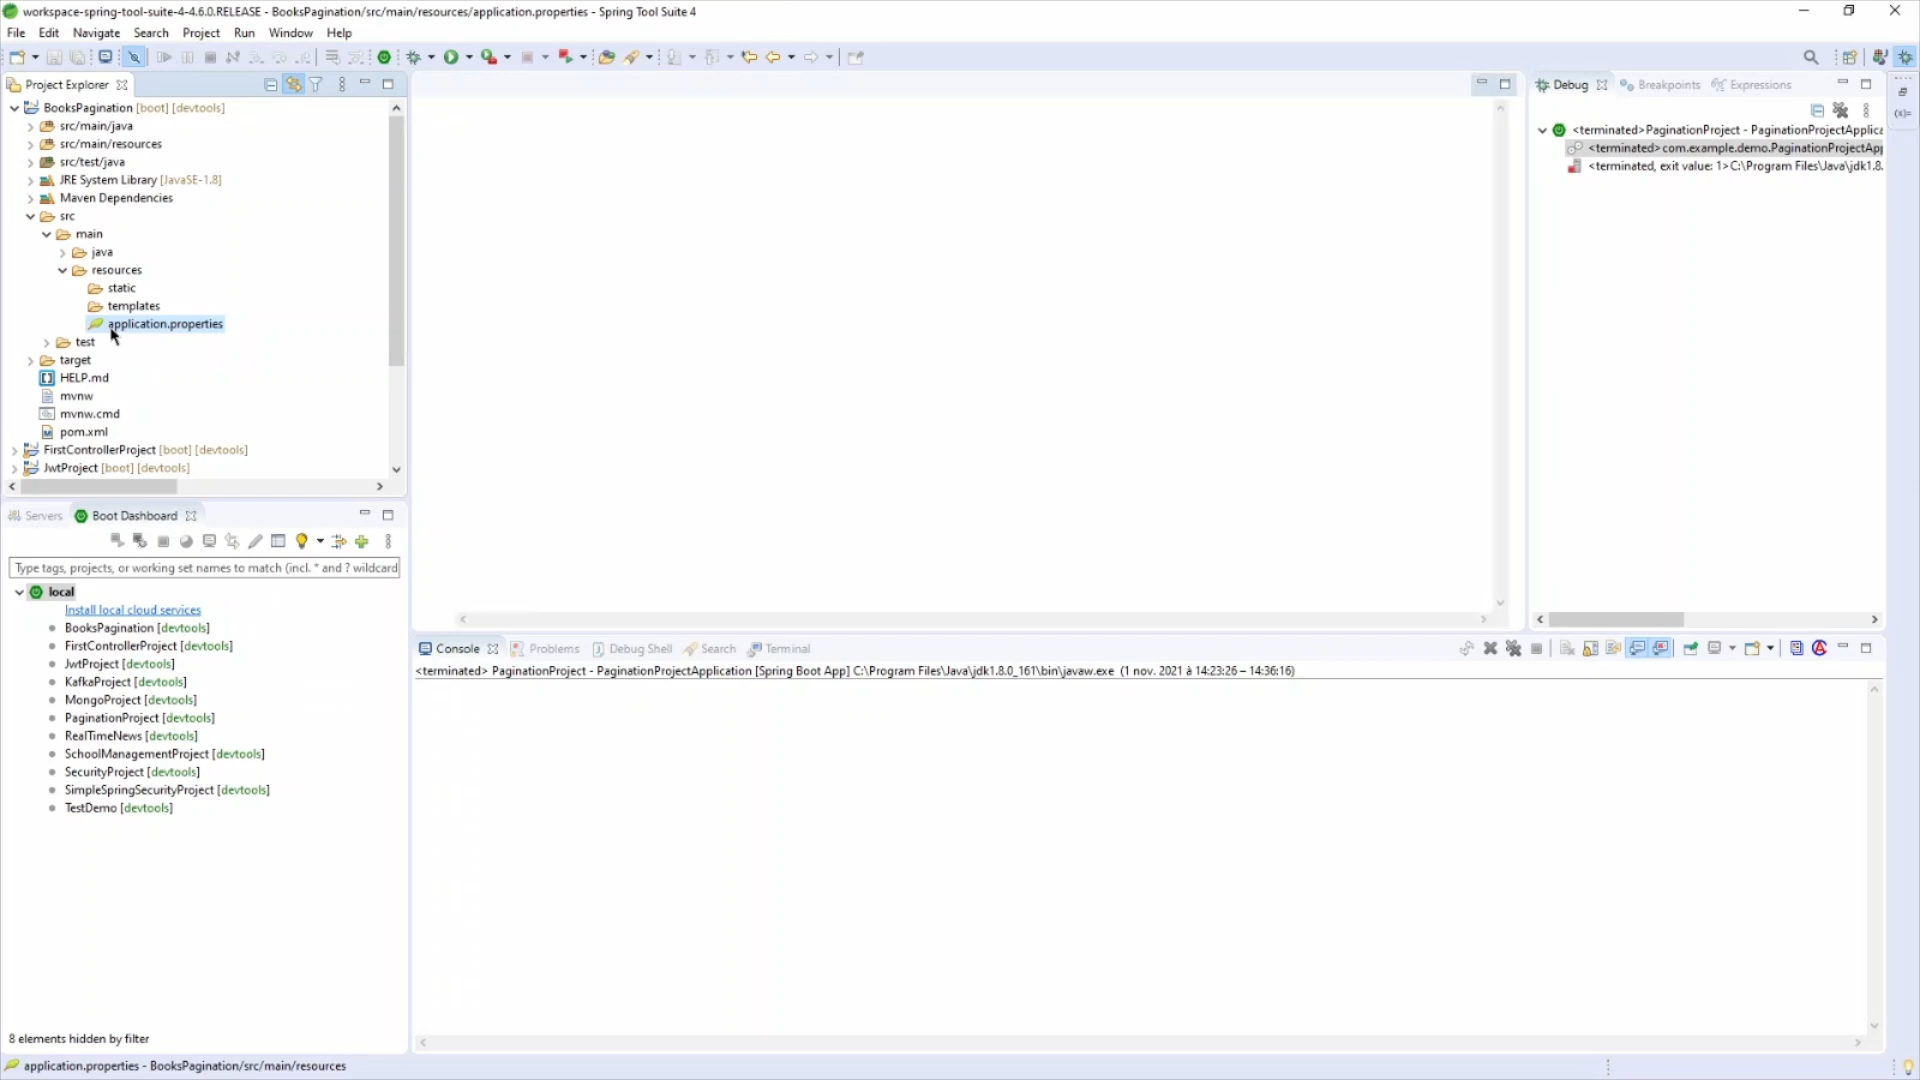 workspace-spring-tool-suite-4-4.6.0.RELEASE - BooksPagination/src/main/resources/application.properties - Spring Tool Suite 4
File Edit Navigate Search Project Run Window Help
Project Explorer
BooksPagination [boot] [devtools]
src/main/java
src/main/resources
src/test/java
JRE System Library [JavaSE-1.8]
Maven Dependencies
src
main
java
resources
static
templates
application.properties
test
target
HELP.md
mvnw
mvnw.cmd
pom.xml
FirstControllerProject [boot] [devtools]
JwtProject [boot] [devtools]
Servers Boot Dashboard
Type tags, projects, or working set names to match (incl. * and ? wildcard
local
Install local cloud services
BooksPagination [devtools]
FirstControllerProject [devtools]
JwtProject [devtools]
KafkaProject [devtools]
MongoProject [devtools]
PaginationProject [devtools]
RealTimeNews [devtools]
SchoolManagementProject [devtools]
SecurityProject [devtools]
SimpleSpringSecurityProject [devtools]
TestDemo [devtools]
8 elements hidden by filter
application.properties - BooksPagination/src/main/resources
Debug Breakpoints Expressions
(x)=
<terminated>PaginationProject - PaginationProjectApplica
<terminated>com.example.demo.PaginationProjectApp
<terminated, exit value: 1>C:\Program Files\Java\jdk1.8.
Console Problems Debug Shell Search Terminal
<terminated> PaginationProject - PaginationProjectApplication [Spring Boot App] C:\Program Files\Java\jdk1.8.0_161\bin\javaw.exe (1 nov. 2021 à 14:23:26 – 14:36:16)